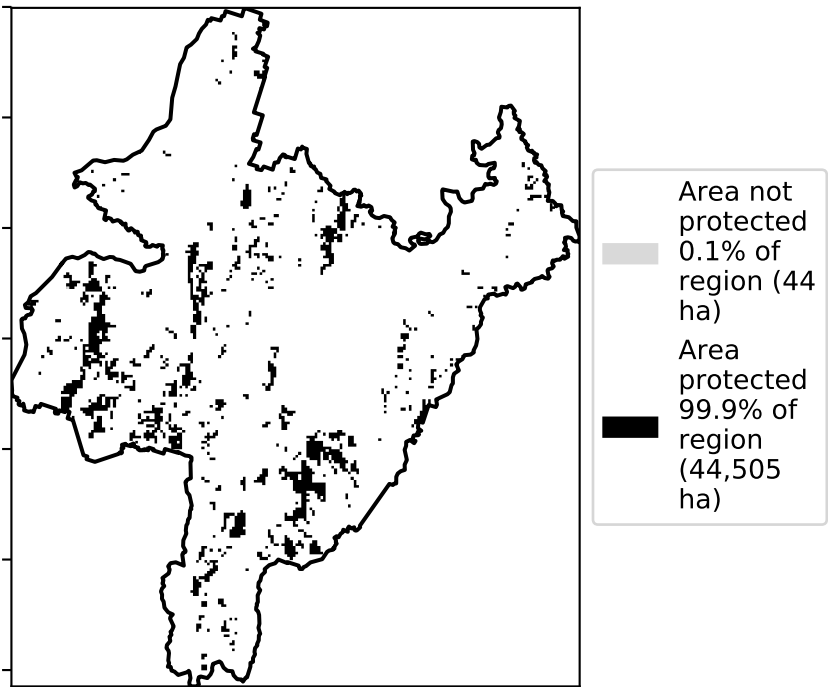 Area not
protected
0.1% of
region (44
ha)
Area
protected
99.9% of
region
(44,505
ha)